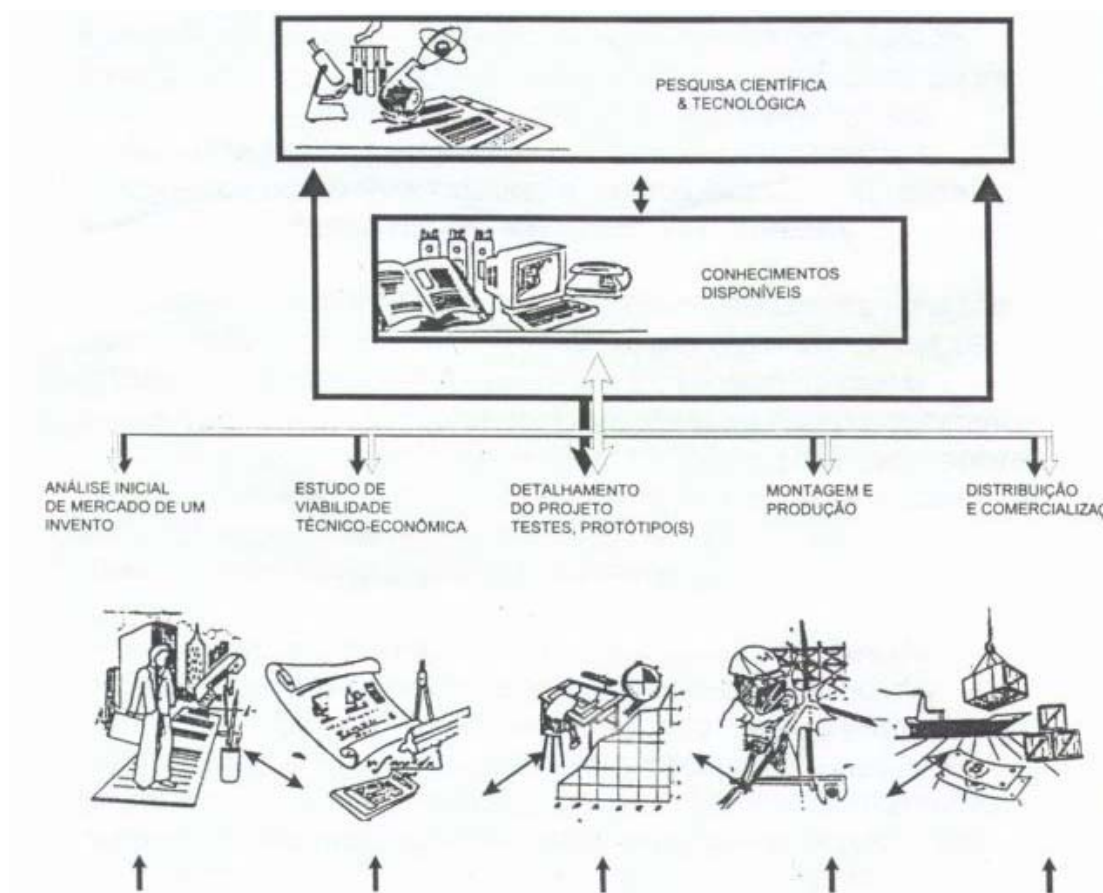 PESQUISA CIENTÍFICA
& TECNOLÓGICA
CONHECIMENTOS
DISPONÍVEIS
ANÁLISE INICIAL
DE MERCADO DE UM
INVENTO
ESTUDO DE
VIABILIDADE
TÉCNICO-ECONÔMICA
DETALHAMENTO
DO PROJETO
TESTES, PROTÓTIPO(S)
MONTAGEM E
PRODUÇÃO
DISTRIBUIÇÃO
E COMERCIALIZAÇ